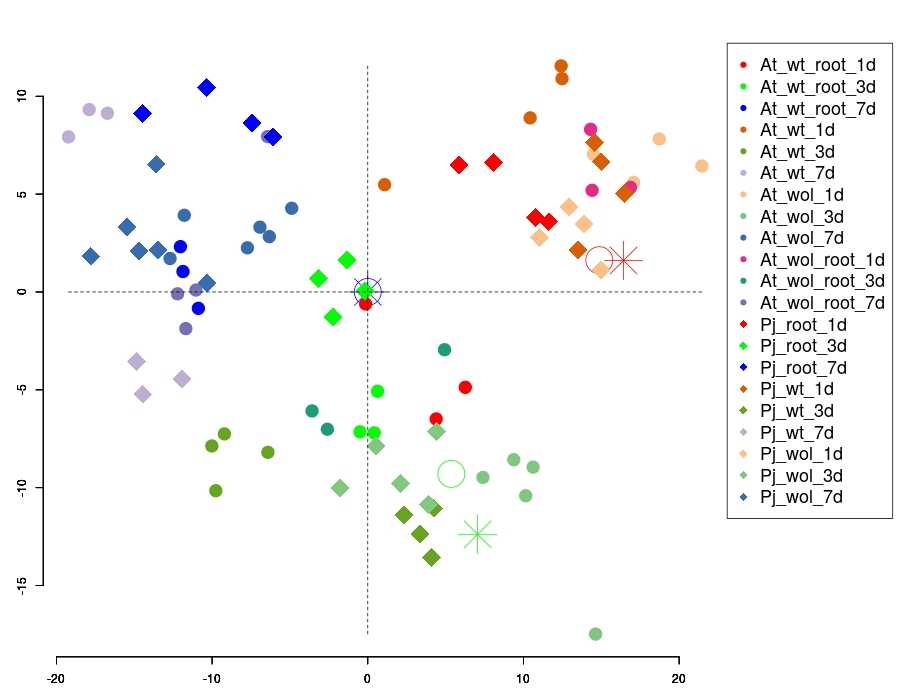 10
5
0
-5
-10
-15
-20
-10
0
10
20
At_wt_root_1d
At_wt_root_3d
At_wt_root_7d
At_wt_1d
At_wt_3d
At_wt_7d
At_wol_1d
At_wol_3d
At_wol_7d
At_wol_root_1d
At_wol_root_3d
At_wol_root_7d
Pj_root_1d
Pj_root_3d
Pj_root_7d
Pj_wt_1d
Pj_wt_3d
Pj_wt_7d
Pj_wol_1d
Pj_wol_3d
Pj_wol_7d